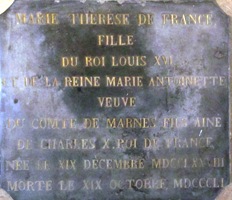 MARIE THÉRÈSE DE FRANCE
FILLE
DU ROI LOUIS XVI
ET DE LA REINE MARIE ANTOINETTE
VEUVE
DU COMTE DE MARNES FILS AINE
DE CHARLES X. ROI DE FRANCE
NÉE LE XIX DÉCEMBRE MDCCLXXVIII
MORTE LE XIX OCTOBRE MDCCCLI